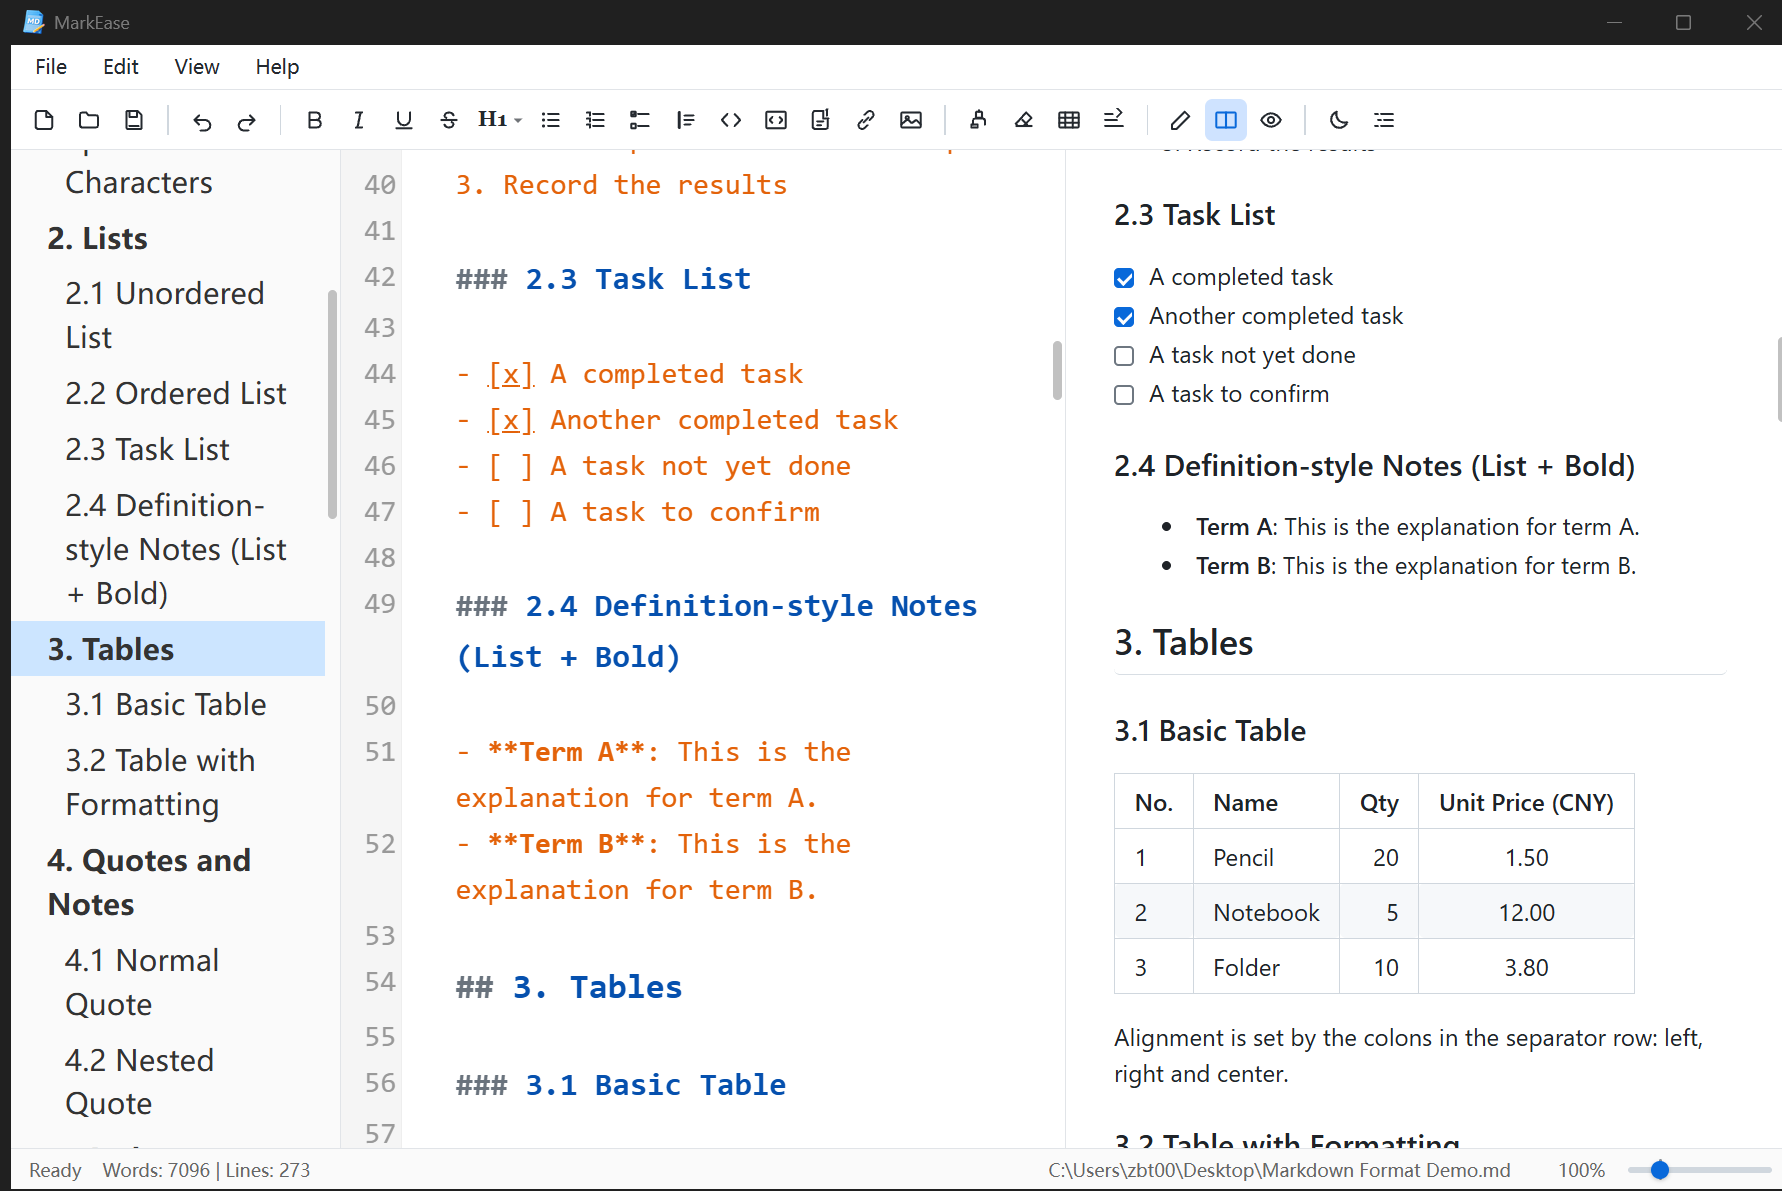 MarkEase
File Edit View Help
H1
Characters
2. Lists
2.1 Unordered
List
2.2 Ordered List
2.3 Task List
2.4 Definition-
style Notes (List
+ Bold)
3. Tables
3.1 Basic Table
3.2 Table with
Formatting
4. Quotes and
Notes
4.1 Normal
Quote
4.2 Nested
Quote
40 3. Record the results
41
42 ### 2.3 Task List
43
44 - [x] A completed task
45 - [x] Another completed task
46 - [ ] A task not yet done
47 - [ ] A task to confirm
48
49 ### 2.4 Definition-style Notes
(List + Bold)
50
51 - **Term A**: This is the
explanation for term A.
52 - **Term B**: This is the
explanation for term B.
53
54 ## 3. Tables
55
56 ### 3.1 Basic Table
57
2.3 Task List
A completed task
Another completed task
A task not yet done
A task to confirm
2.4 Definition-style Notes (List + Bold)
• Term A: This is the explanation for term A.
• Term B: This is the explanation for term B.
3. Tables
3.1 Basic Table
No. Name Qty Unit Price (CNY)
1 Pencil 20 1.50
2 Notebook 5 12.00
3 Folder 10 3.80
Alignment is set by the colons in the separator row: left,
right and center.
3.2 Table with Formatting
Ready Words: 7096 | Lines: 273 C:\Users\zbt00\Desktop\Markdown Format Demo.md 100%